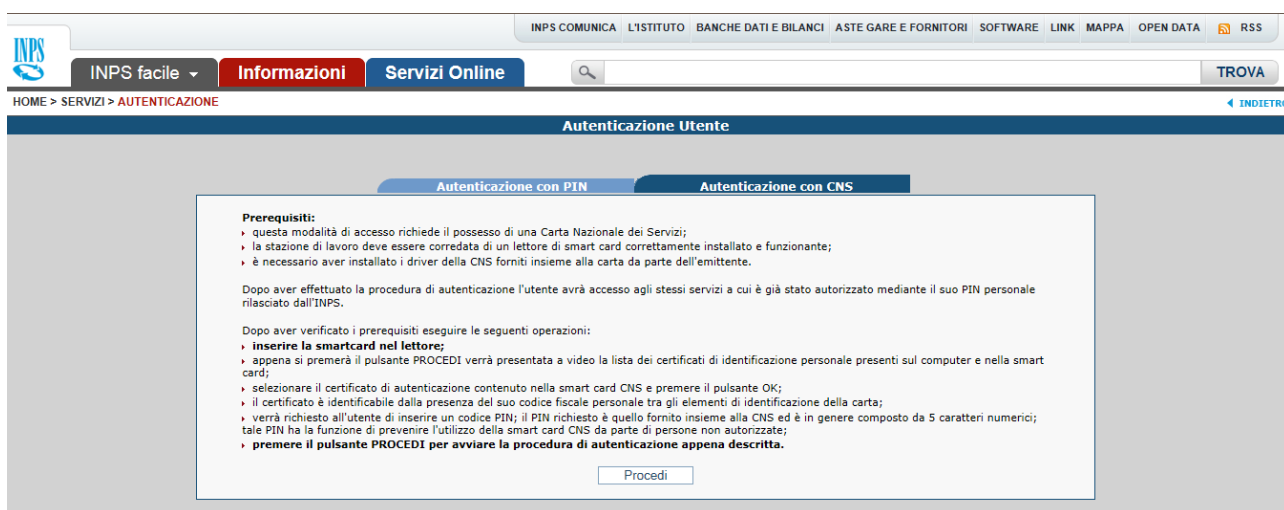 INPS COMUNICA L'ISTITUTO BANCHE DATI E BILANCI ASTE GARE E FORNITORI SOFTWARE LINK MAPPA OPEN DATA RSS
INPS
INPS facile Informazioni Servizi Online TROVA
HOME > SERVIZI > AUTENTICAZIONE INDIETRO
Autenticazione Utente
Autenticazione con PIN Autenticazione con CNS
Prerequisiti:
questa modalità di accesso richiede il possesso di una Carta Nazionale dei Servizi;
la stazione di lavoro deve essere corredata di un lettore di smart card correttamente installato e funzionante;
è necessario aver installato i driver della CNS forniti insieme alla carta da parte dell'emittente.
Dopo aver effettuato la procedura di autenticazione l'utente avrà accesso agli stessi servizi a cui è già stato autorizzato mediante il suo PIN personale
rilasciato dall'INPS.
Dopo aver verificato i prerequisiti eseguire le seguenti operazioni:
inserire la smartcard nel lettore;
appena si premerà il pulsante PROCEDI verrà presentata a video la lista dei certificati di identificazione personale presenti sul computer e nella smart
card;
selezionare il certificato di autenticazione contenuto nella smart card CNS e premere il pulsante OK;
il certificato è identificabile dalla presenza del suo codice fiscale personale tra gli elementi di identificazione della carta;
verrà richiesto all'utente di inserire un codice PIN; il PIN richiesto è quello fornito insieme alla CNS ed è in genere composto da 5 caratteri numerici;
tale PIN ha la funzione di prevenire l'utilizzo della smart card CNS da parte di persone non autorizzate;
premere il pulsante PROCEDI per avviare la procedura di autenticazione appena descritta.
Procedi